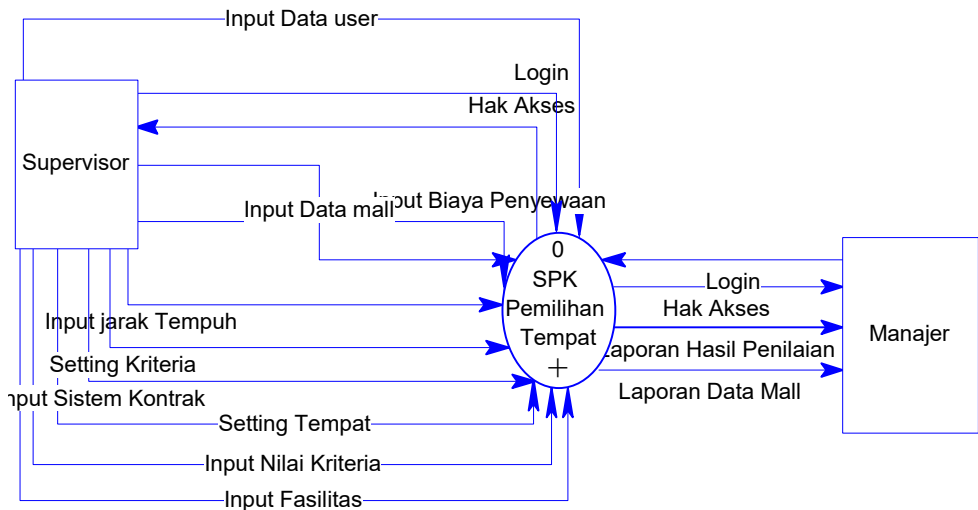 Input Data user
Login
Hak Akses
Supervisor
Input Biaya Penyewaan
Input Data mall
0
SPK
Pemilihan
Tempat
+
Login
Hak Akses
Manajer
Laporan Hasil Penilaian
Laporan Data Mall
Input jarak Tempuh
Setting Kriteria
Input Sistem Kontrak
Setting Tempat
Input Nilai Kriteria
Input Fasilitas